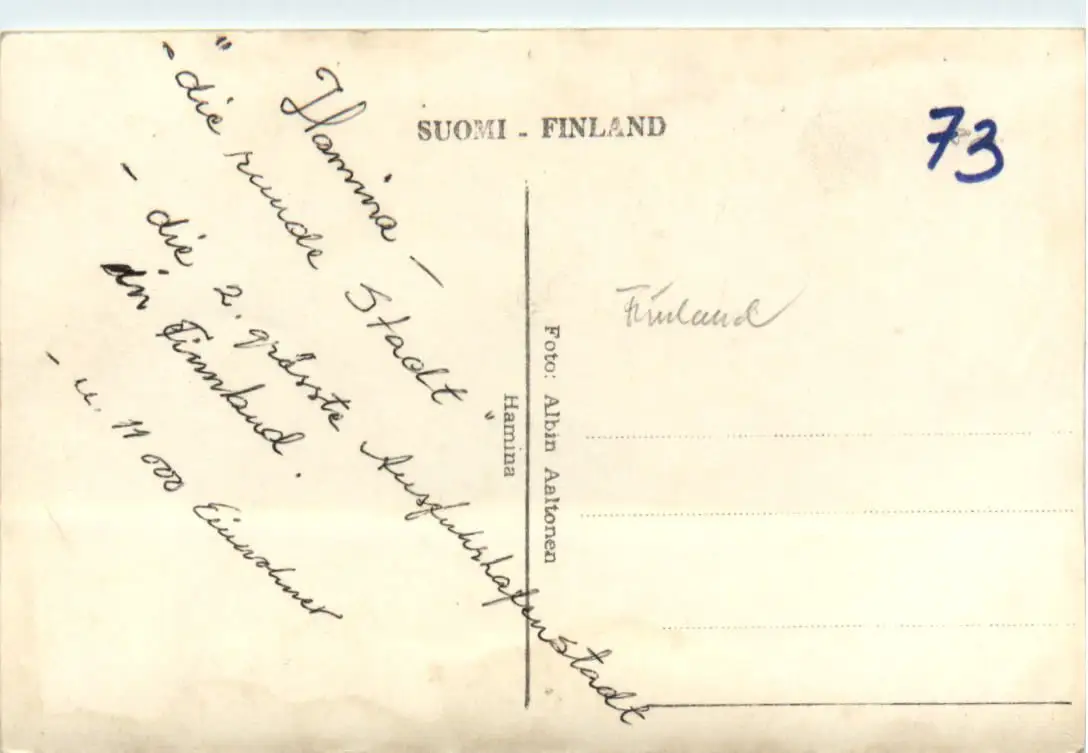 Hamina -
- "die runde Stadt"
- die 2. grösste Ausfuhrhafenstadt
in Finnland.
- u. 11 000 Einwohner
SUOMI - FINLAND
73
Finland
Foto: Albin Aaltonen
Hamina